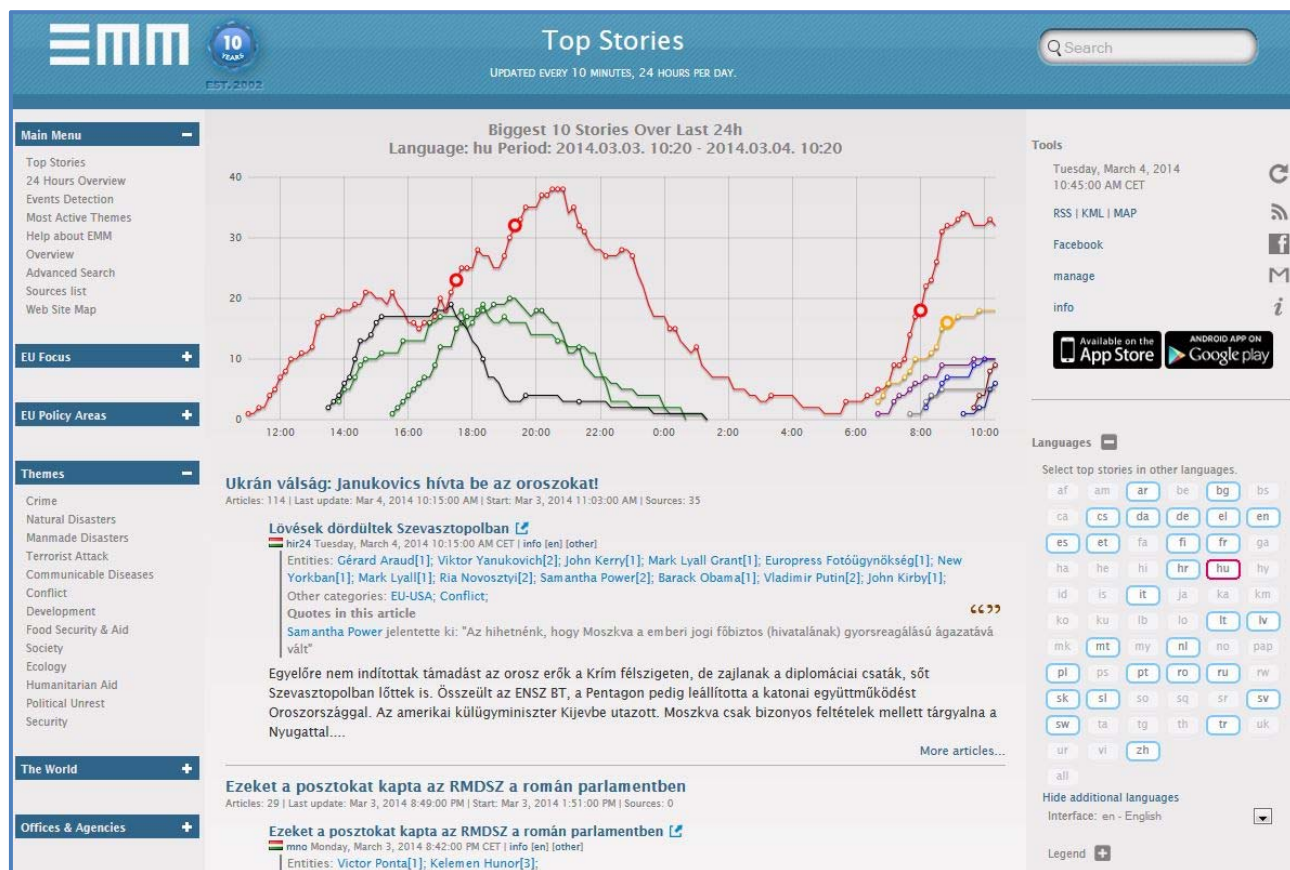 EMM
10
YEARS
EST. 2002
Top Stories
UPDATED EVERY 10 MINUTES, 24 HOURS PER DAY.
Search
Main Menu
Top Stories
24 Hours Overview
Events Detection
Most Active Themes
Help about EMM
Overview
Advanced Search
Sources list
Web Site Map
EU Focus
EU Policy Areas
Themes
Crime
Natural Disasters
Manmade Disasters
Terrorist Attack
Communicable Diseases
Conflict
Development
Food Security & Aid
Society
Ecology
Humanitarian Aid
Political Unrest
Security
The World
Offices & Agencies
Biggest 10 Stories Over Last 24h
Language: hu Period: 2014.03.03. 10:20 - 2014.03.04. 10:20
40
30
20
10
0
12:00 14:00 16:00 18:00 20:00 22:00 0:00 2:00 4:00 6:00 8:00 10:00
Ukrán válság: Janukovics hívta be az oroszokat!
Articles: 114 | Last update: Mar 4, 2014 10:15:00 AM | Start: Mar 3, 2014 11:03:00 AM | Sources: 35
Lövések dördültek Szevasztopolban
hir24 Tuesday, March 4, 2014 10:15:00 AM CET | info [en] [other]
Entities: Gérard Araud[1]; Viktor Yanukovich[2]; John Kerry[1]; Mark Lyall Grant[1]; Europress Fotóügynökség[1]; New
Yorkban[1]; Mark Lyall[1]; Ria Novosztyi[2]; Samantha Power[2]; Barack Obama[1]; Vladimir Putin[2]; John Kirby[1];
Other categories: EU-USA; Conflict;
Quotes in this article
Samantha Power jelentette ki: "Az hihetnénk, hogy Moszkva a emberi jogi főbiztos (hivatalának) gyorsreagálású ágazatává
vált"
Egyelőre nem indítottak támadást az orosz erők a Krím félszigeten, de zajlanak a diplomáciai csaták, sőt
Szevasztopolban lőttek is. Összeült az ENSZ BT, a Pentagon pedig leállította a katonai együttműködést
Oroszországgal. Az amerikai külügyminiszter Kijevbe utazott. Moszkva csak bizonyos feltételek mellett tárgyalna a
Nyugattal....
More articles...
Ezeket a posztokat kapta az RMDSZ a román parlamentben
Articles: 29 | Last update: Mar 3, 2014 8:49:00 PM | Start: Mar 3, 2014 1:51:00 PM | Sources: 0
Ezeket a posztokat kapta az RMDSZ a román parlamentben
mno Monday, March 3, 2014 8:42:00 PM CET | info [en] [other]
Entities: Victor Ponta[1]; Kelemen Hunor[3];
Tools
Tuesday, March 4, 2014
10:45:00 AM CET
RSS | KML | MAP
Facebook
manage
info
Available on the
App Store
ANDROID APP ON
Google play
Languages
Select top stories in other languages.
af am ar be bg bs
ca cs da de el en
es et fa fi fr ga
ha he hi hr hu hy
id is it ja ka km
ko ku lb lo lt lv
mk mt my nl no pap
pl ps pt ro ru rw
sk sl so sq sr sv
sw ta tg th tr uk
ur vi zh
all
Hide additional languages
Interface: en - English
Legend